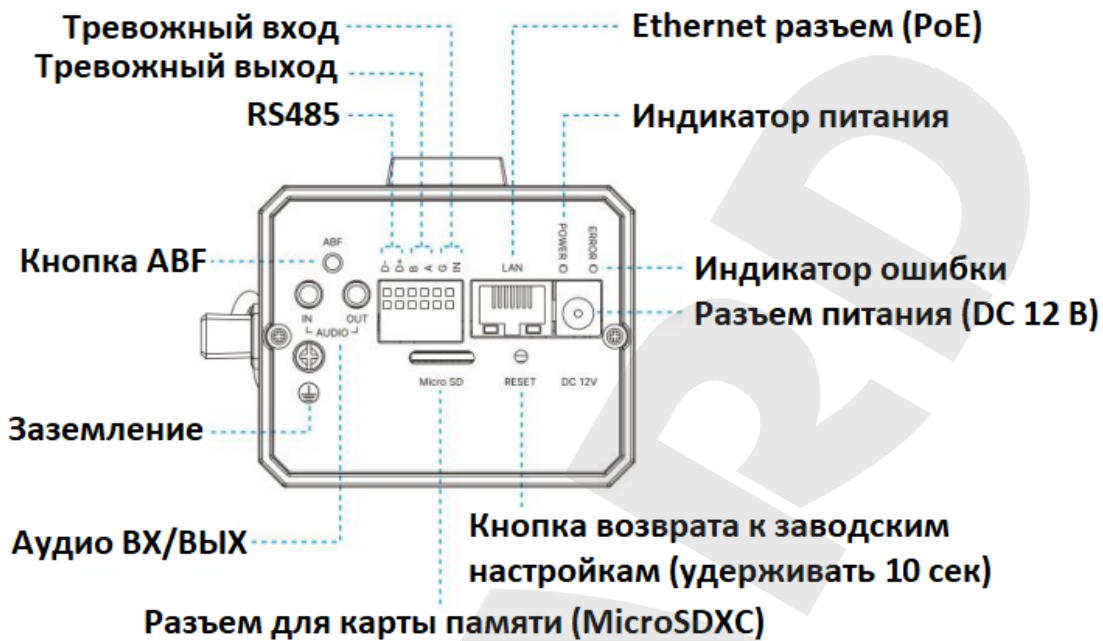 Тревожный вход
Ethernet разъем (PoE)
Тревожный выход
RS485
Индикатор питания
Кнопка ABF
ABF
D-
D+
B
A
G
IN
LAN
POWER
ERROR
Индикатор ошибки
Разъем питания (DC 12 В)
IN
OUT
AUDIO
Micro SD
RESET
DC 12V
Заземление
Аудио ВХ/ВЫХ
Кнопка возврата к заводским
настройкам (удерживать 10 сек)
Разъем для карты памяти (MicroSDXC)